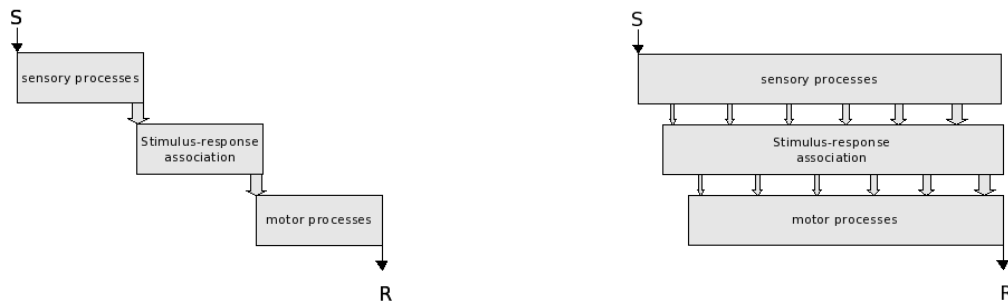 S
sensory processes
Stimulus-response
association
motor processes
R
S
sensory processes
Stimulus-response
association
motor processes
R